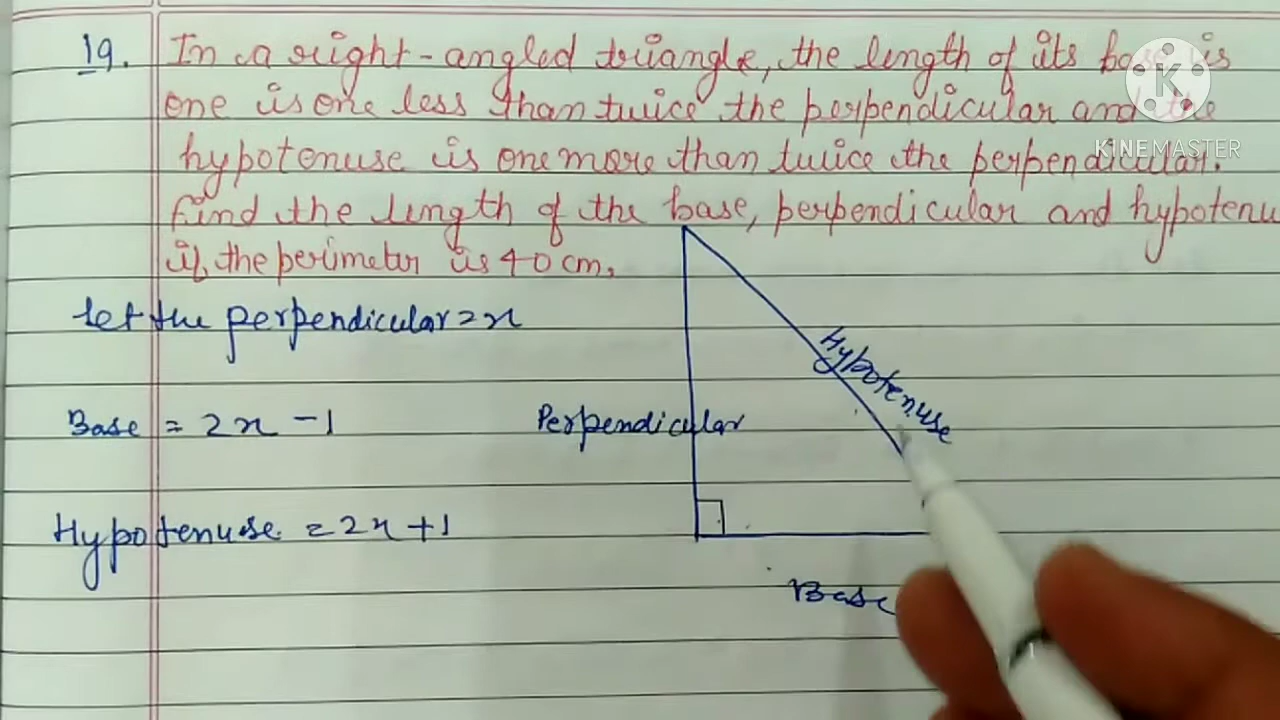 19. In a right-angled triangle, the length of its base is
one is one less than twice the perpendicular and the
hypotenuse is one more than twice the perpendicular.
find the length of the base, perpendicular and hypotenu
if the perimeter is 40 cm.
let the perpendicular = x
Base = 2x - 1
Hypotenuse = 2x + 1
Perpendicular
Hypotenuse
Base
K
KINEMASTER